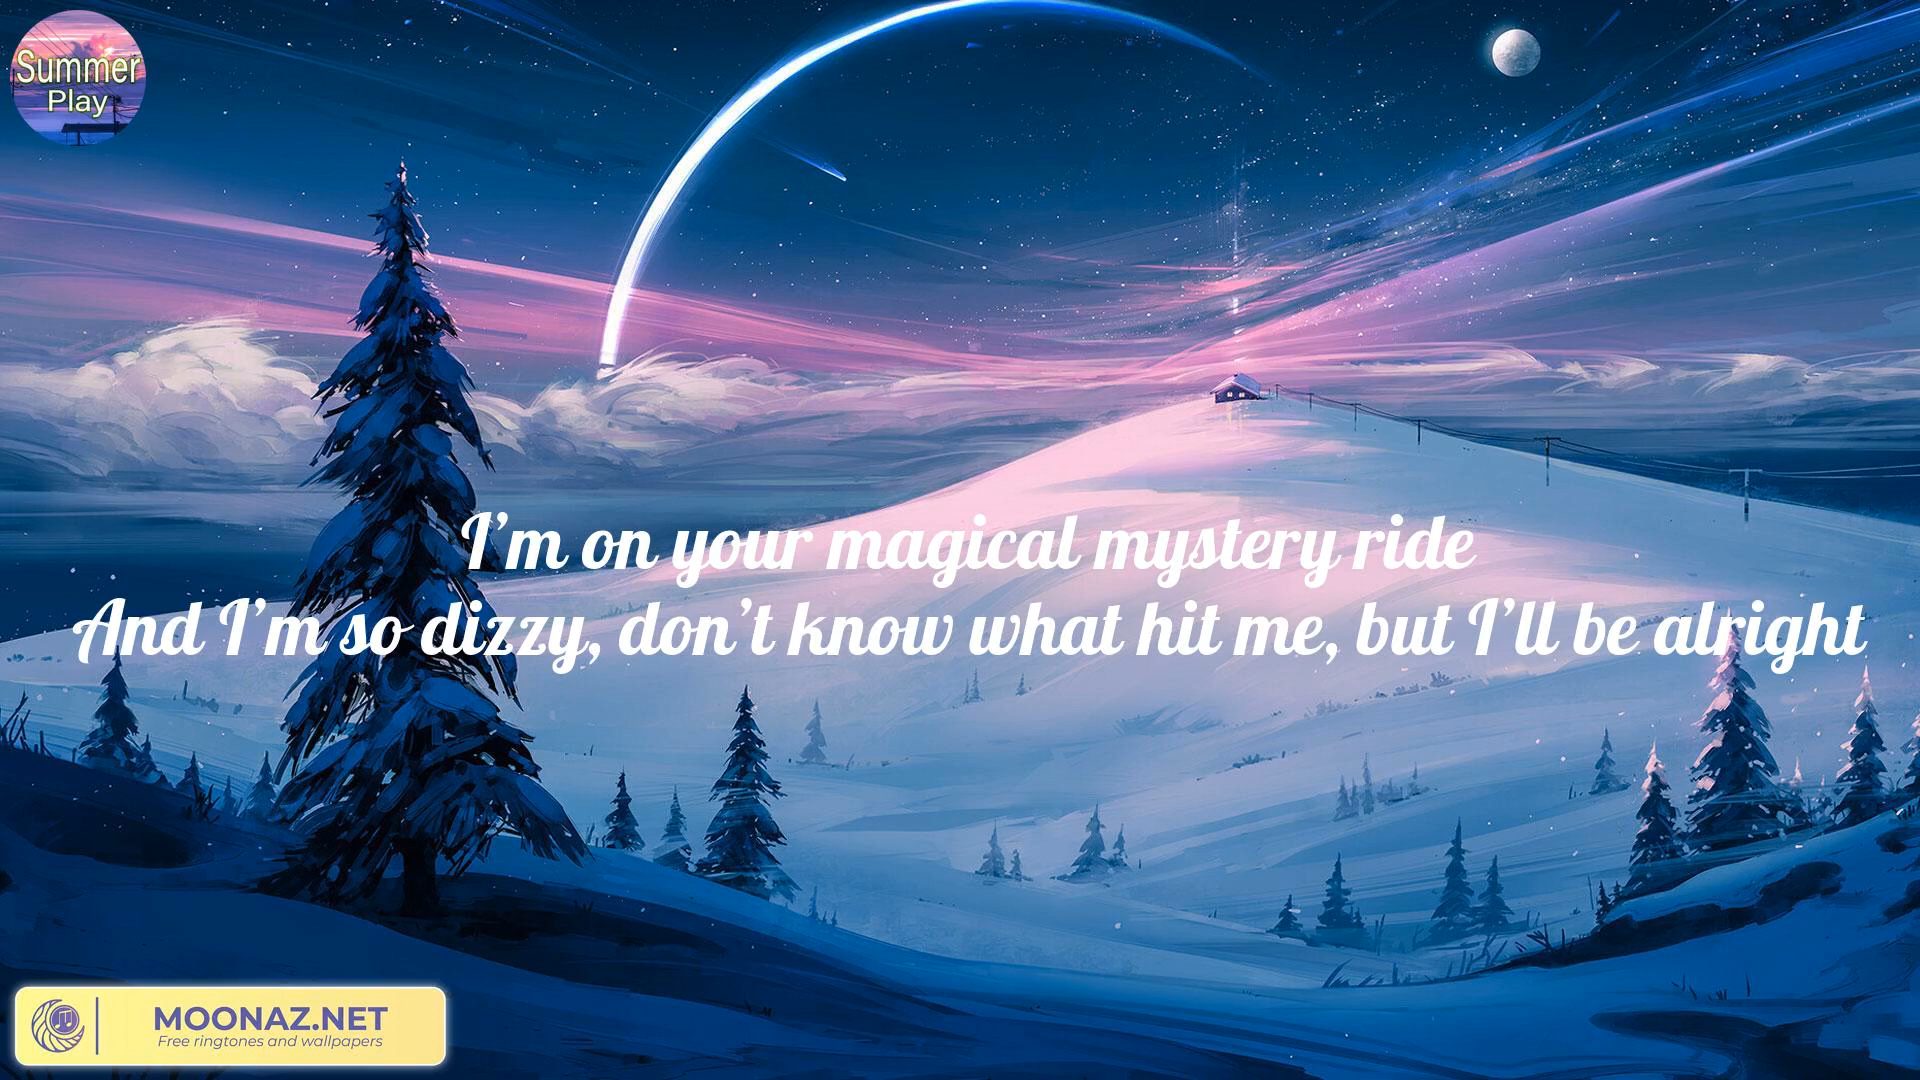 Summer
Play
I'm on your magical mystery ride
And I'm so dizzy, don't know what hit me, but I'll be alright
MOONAZ.NET
Free ringtones and wallpapers